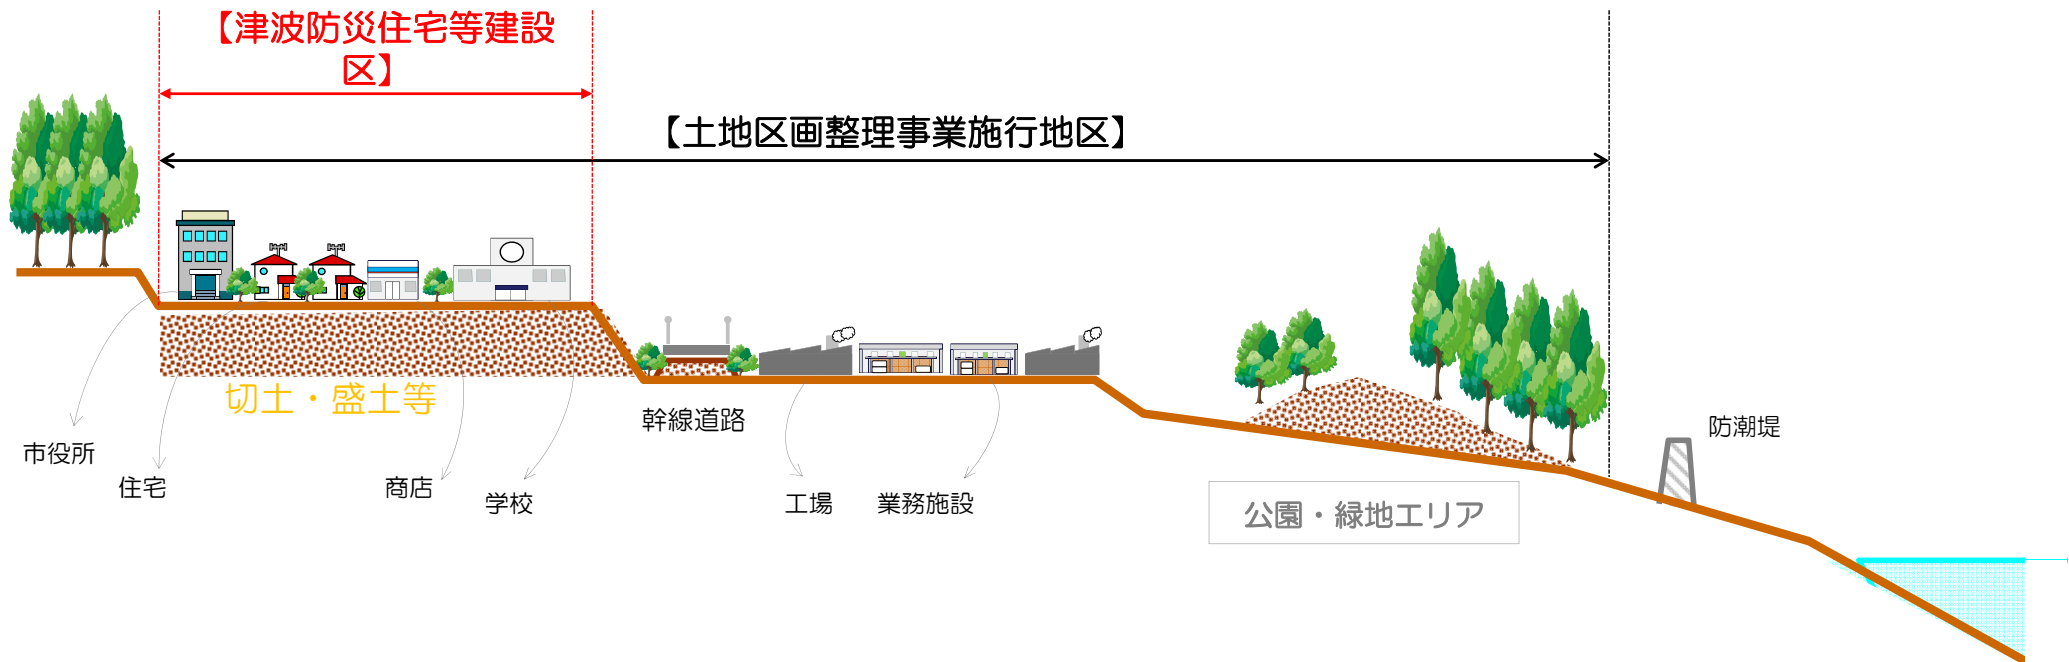 【津波防災住宅等建設
区】
【土地区画整理事業施行地区】
切土・盛土等
幹線道路
防潮堤
市役所
住宅
商店
学校
工場
業務施設
公園・緑地エリア